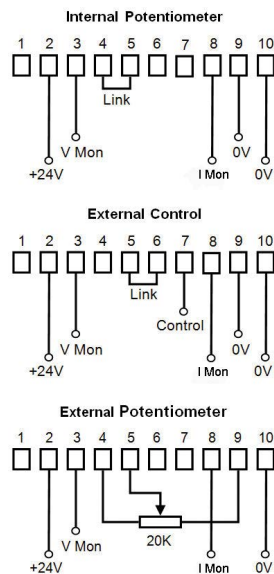 Internal Potentiometer
1 2 3 4 5 6 7 8 9 10
Link
V Mon
0V
+24V
I Mon
0V
External Control
1 2 3 4 5 6 7 8 9 10
Link
Control
V Mon
0V
+24V
I Mon
0V
External Potentiometer
1 2 3 4 5 6 7 8 9 10
V Mon
20K
+24V
I Mon
0V